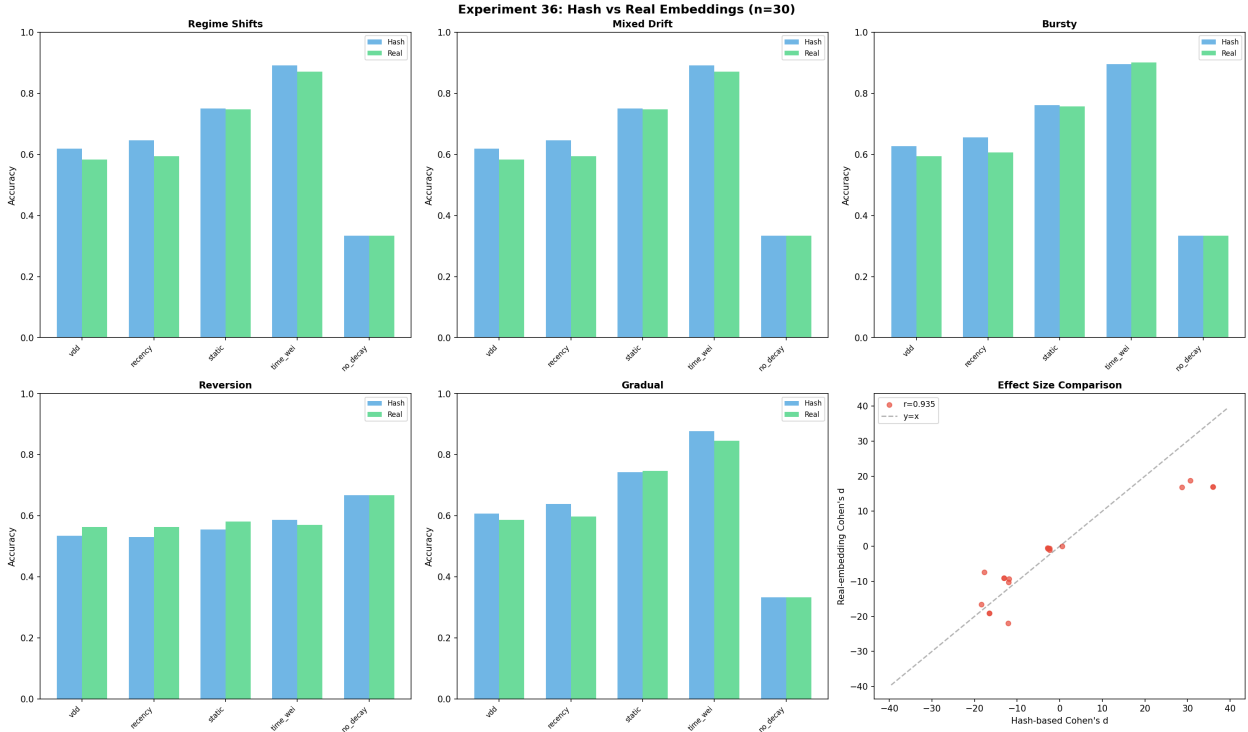 Experiment 36: Hash vs Real Embeddings (n=30)
Regime Shifts
Accuracy
1.0
0.8
0.6
0.4
0.2
0.0
Hash
Real
vdd
recency
static
time_wei
no_decay
Mixed Drift
Accuracy
1.0
0.8
0.6
0.4
0.2
0.0
Hash
Real
vdd
recency
static
time_wei
no_decay
Bursty
Accuracy
1.0
0.8
0.6
0.4
0.2
0.0
Hash
Real
vdd
recency
static
time_wei
no_decay
Reversion
Accuracy
1.0
0.8
0.6
0.4
0.2
0.0
Hash
Real
vdd
recency
static
time_wei
no_decay
Gradual
Accuracy
1.0
0.8
0.6
0.4
0.2
0.0
Hash
Real
vdd
recency
static
time_wei
no_decay
Effect Size Comparison
Real-embedding Cohen's d
40
30
20
10
0
−10
−20
−30
−40
r=0.935
y=x
−40 −30 −20 −10 0 10 20 30 40
Hash-based Cohen's d